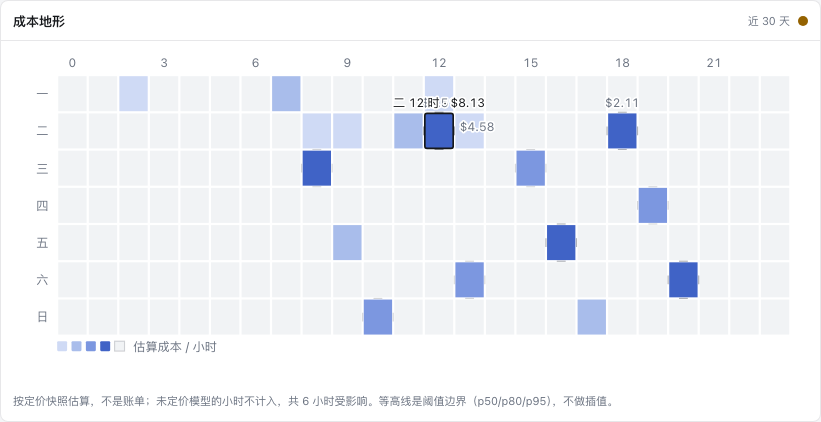 成本地形
近 30 天
0 3 6 9 12 15 18 21
一
二 12时 $8.13
$2.11
二
$4.58
三
四
五
六
日
估算成本 / 小时
按定价快照估算，不是账单；未定价模型的小时不计入，共 6 小时受影响。等高线是阈值边界（p50/p80/p95），不做插值。